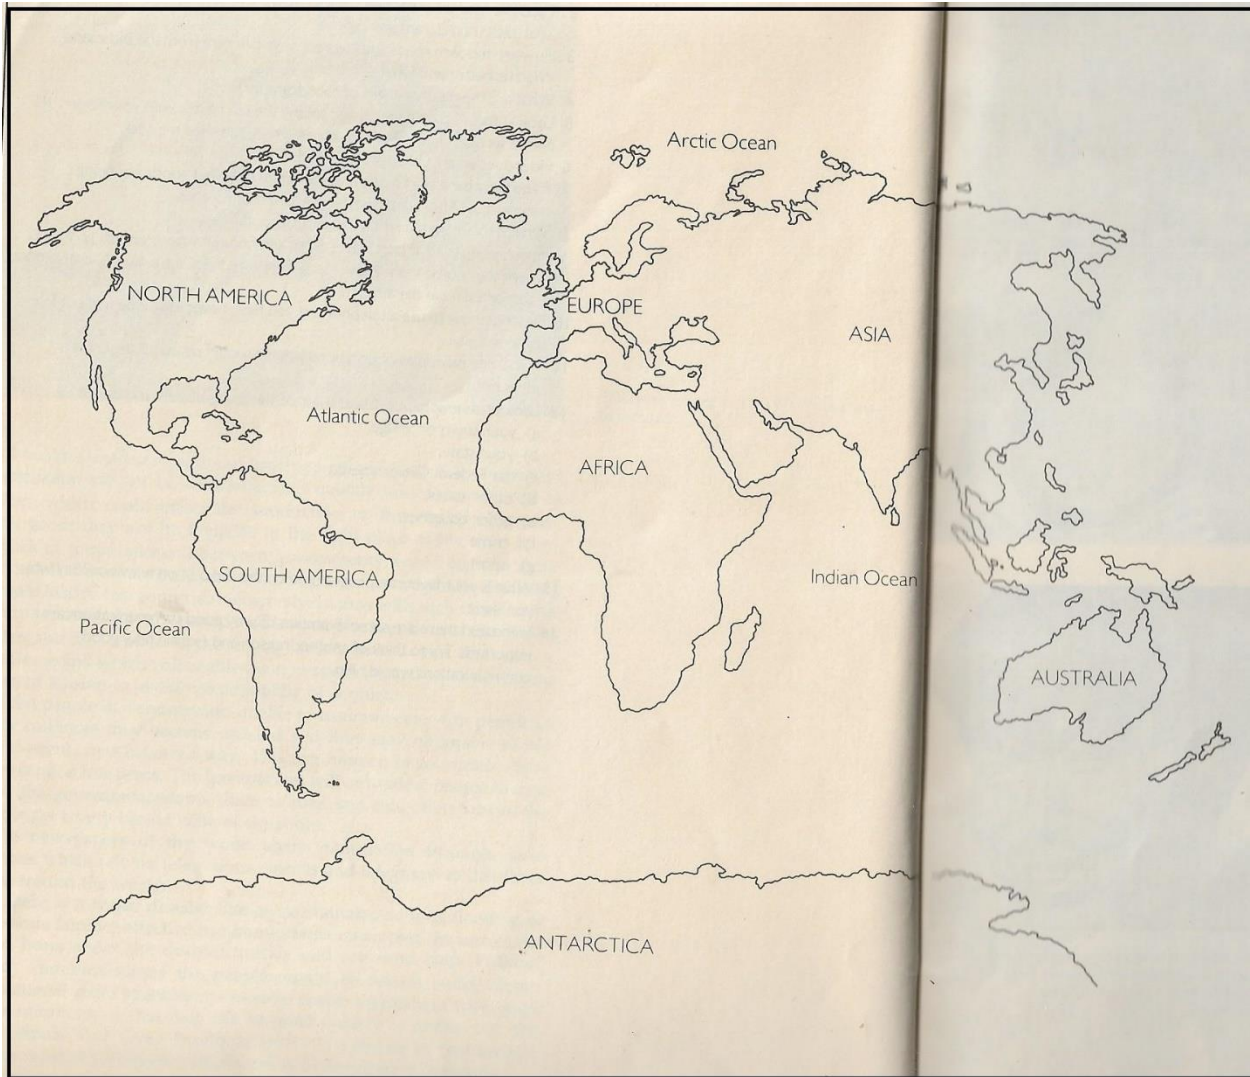 Arctic Ocean
NORTH AMERICA
EUROPE
ASIA
Atlantic Ocean
AFRICA
SOUTH AMERICA
Indian Ocean
Pacific Ocean
AUSTRALIA
ANTARCTICA